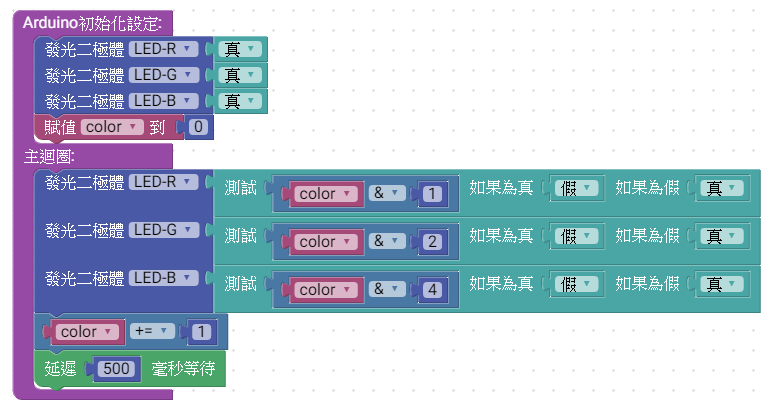 Arduino初始化設定:
發光二極體 LED-R 真
發光二極體 LED-G 真
發光二極體 LED-B 真
賦值 color 到 0
主迴圈:
發光二極體 LED-R 測試 color & 1 如果為真 假 如果為假 真
發光二極體 LED-G 測試 color & 2 如果為真 假 如果為假 真
發光二極體 LED-B 測試 color & 4 如果為真 假 如果為假 真
color += 1
延遲 500 毫秒等待